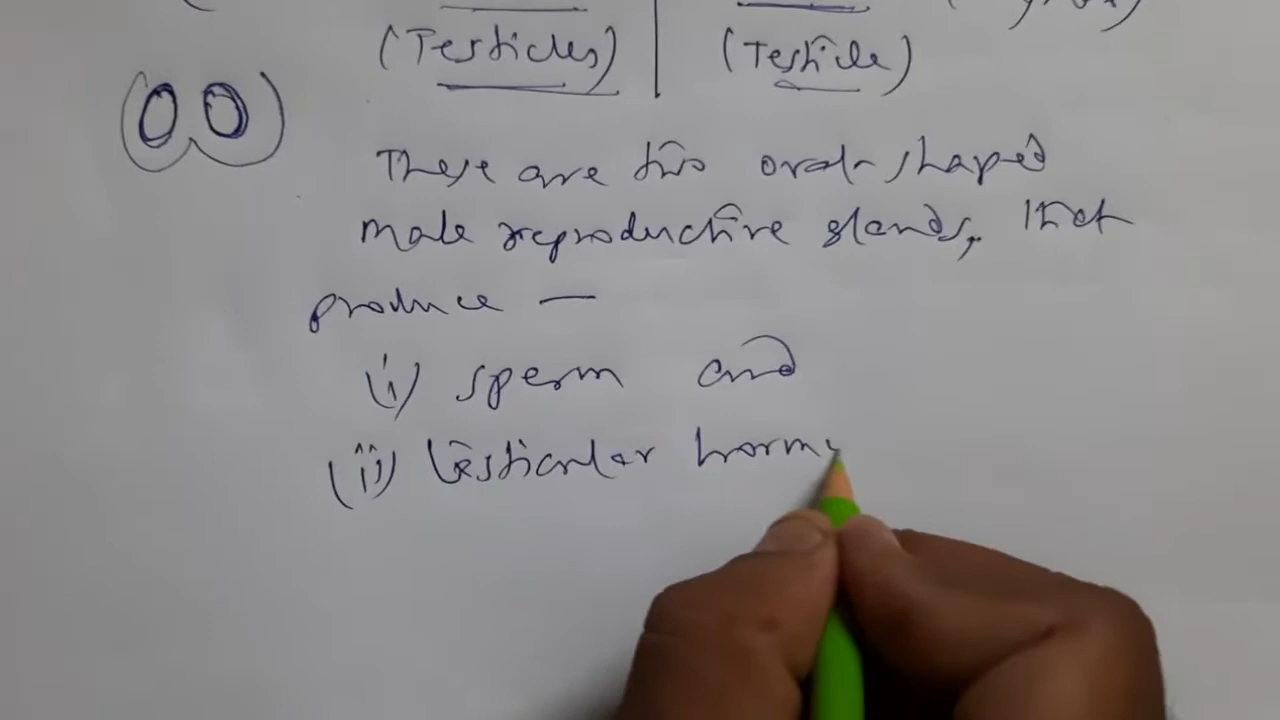 (Testicles) | (Testicle)
These are two oval-shaped
male reproductive glands, that
produce —
(i) sperm and
(ii) testicular horm